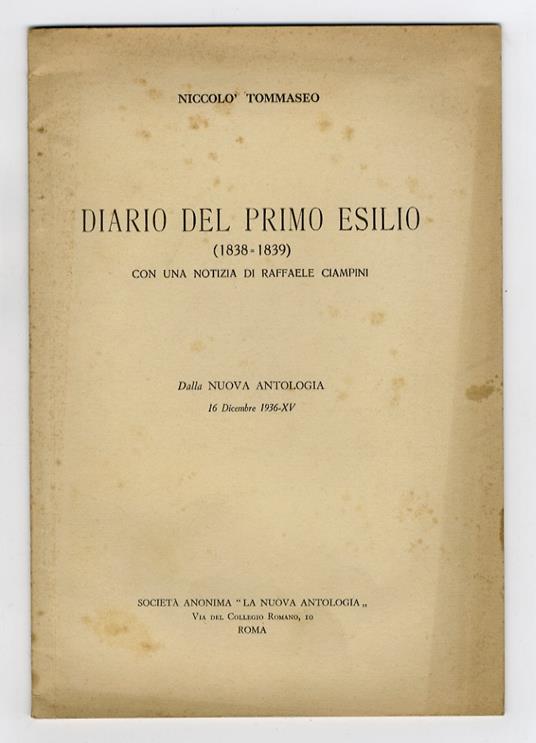 NICCOLO' TOMMASEO
DIARIO DEL PRIMO ESILIO
(1838-1839)
CON UNA NOTIZIA DI RAFFAELE CIAMPINI
Dalla NUOVA ANTOLOGIA
16 Dicembre 1936-XV
SOCIETÀ ANONIMA "LA NUOVA ANTOLOGIA„
VIA DEL COLLEGIO ROMANO, 10
ROMA